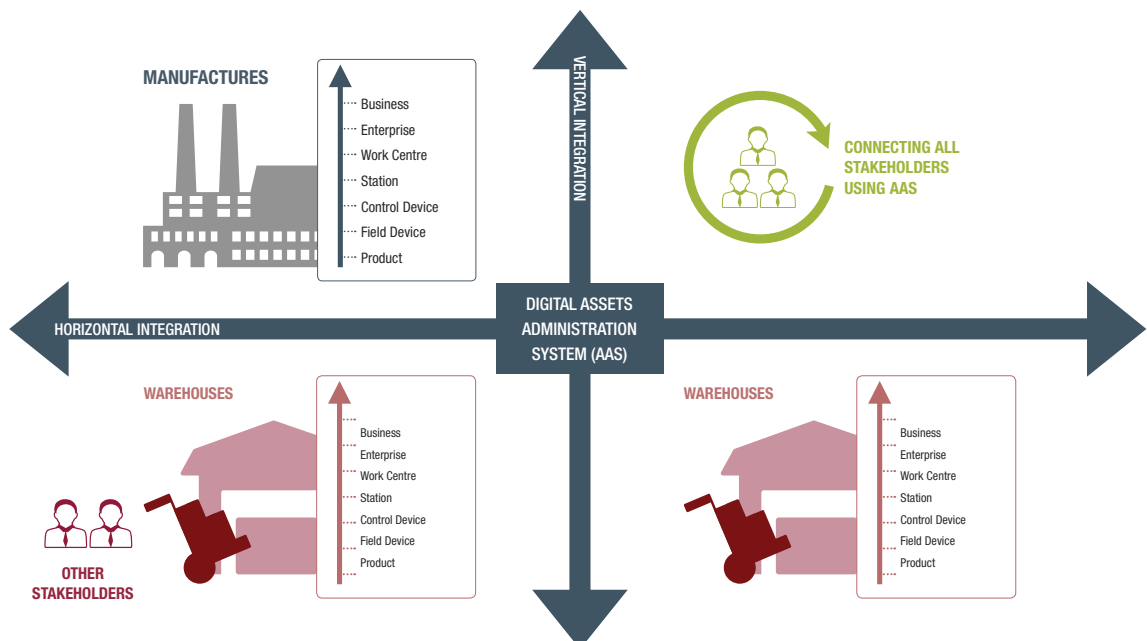 MANUFACTURES
Business
Enterprise
Work Centre
Station
Control Device
Field Device
Product
VERTICAL INTEGRATION
CONNECTING ALL
STAKEHOLDERS
USING AAS
HORIZONTAL INTEGRATION
DIGITAL ASSETS
ADMINISTRATION
SYSTEM (AAS)
WAREHOUSES
Business
Enterprise
Work Centre
Station
Control Device
Field Device
Product
OTHER
STAKEHOLDERS
WAREHOUSES
Business
Enterprise
Work Centre
Station
Control Device
Field Device
Product